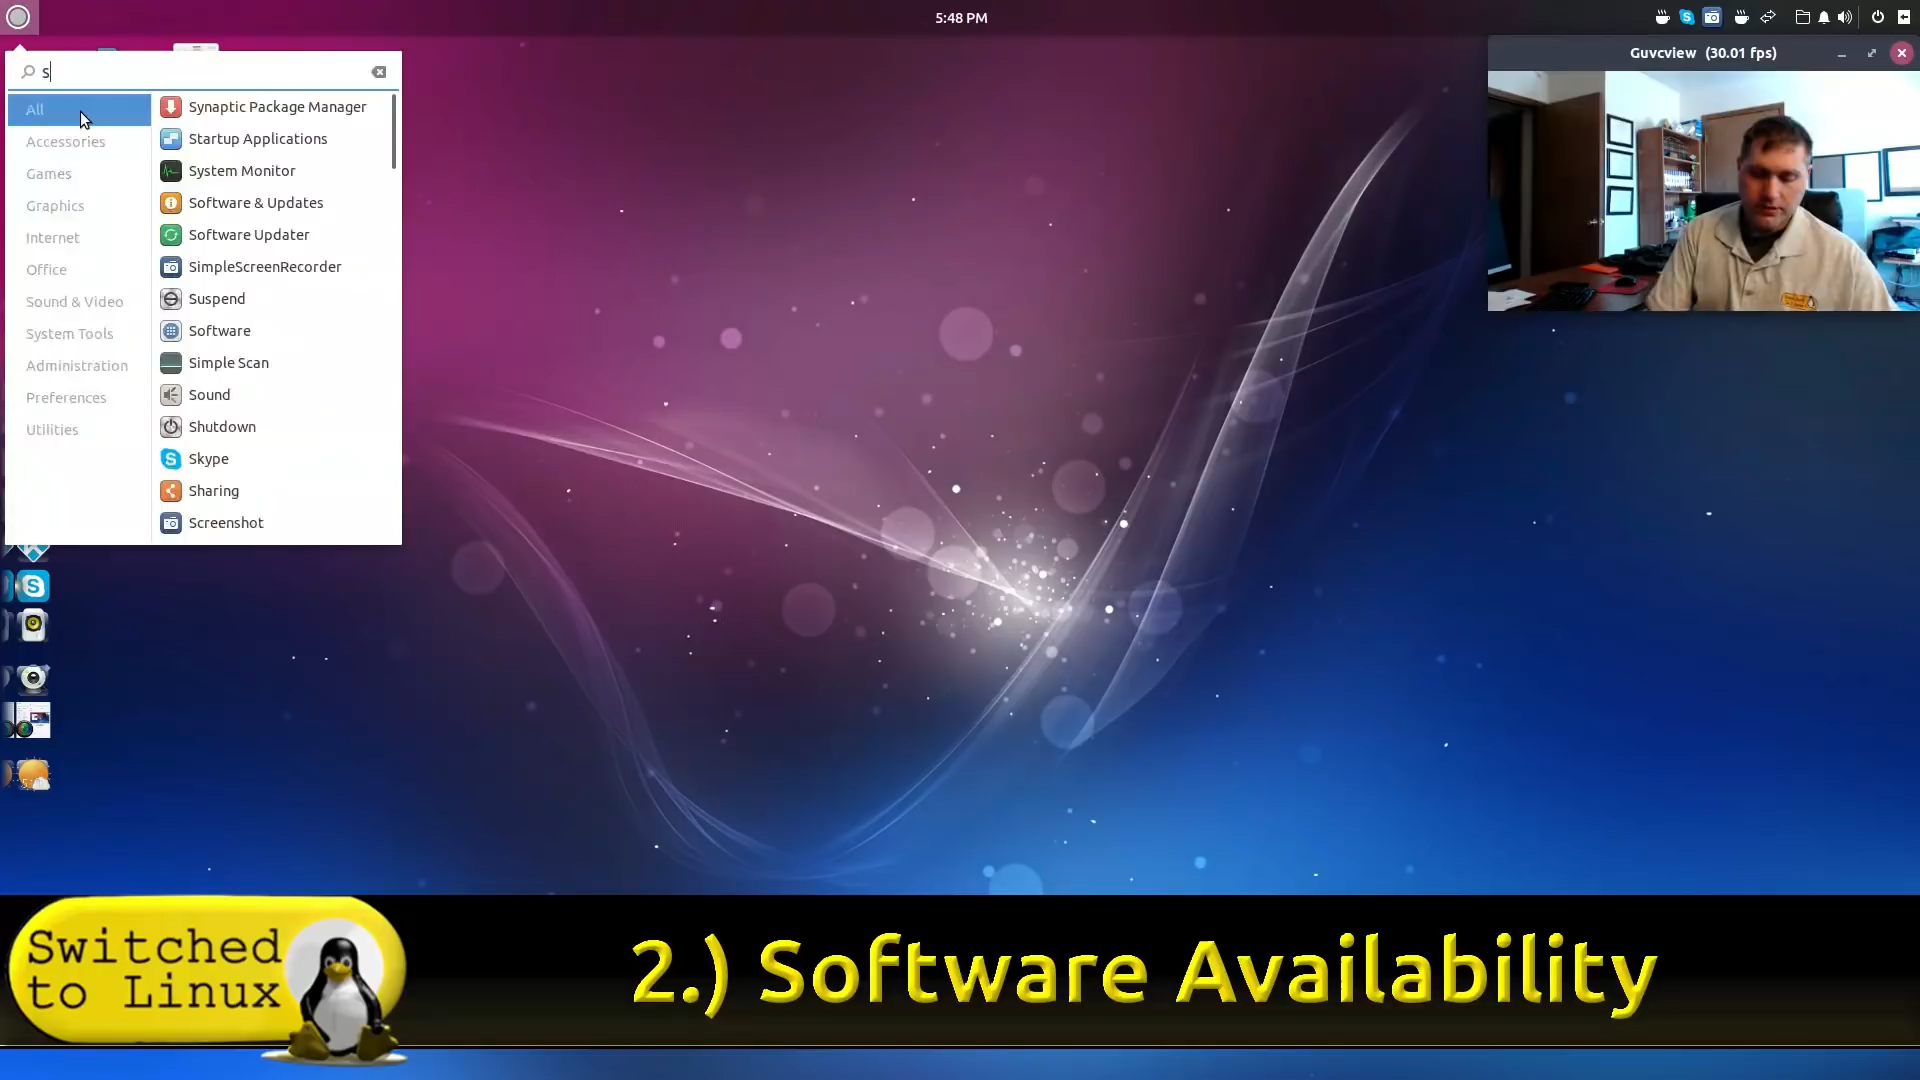 5:48 PM
Guvcview (30.01 fps)
s
All
Accessories
Games
Graphics
Internet
Office
Sound & Video
System Tools
Administration
Preferences
Utilities
Synaptic Package Manager
Startup Applications
System Monitor
Software & Updates
Software Updater
SimpleScreenRecorder
Suspend
Software
Simple Scan
Sound
Shutdown
Skype
Sharing
Screenshot
Switched
to Linux
2.) Software Availability